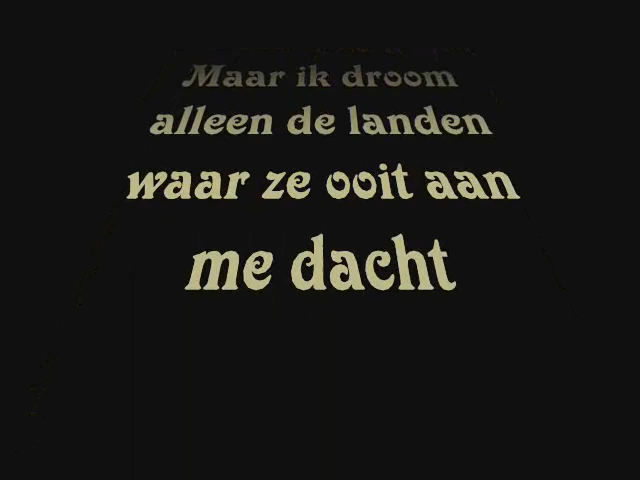 Maar ik droom
alleen de landen
waar ze ooit aan
me dacht